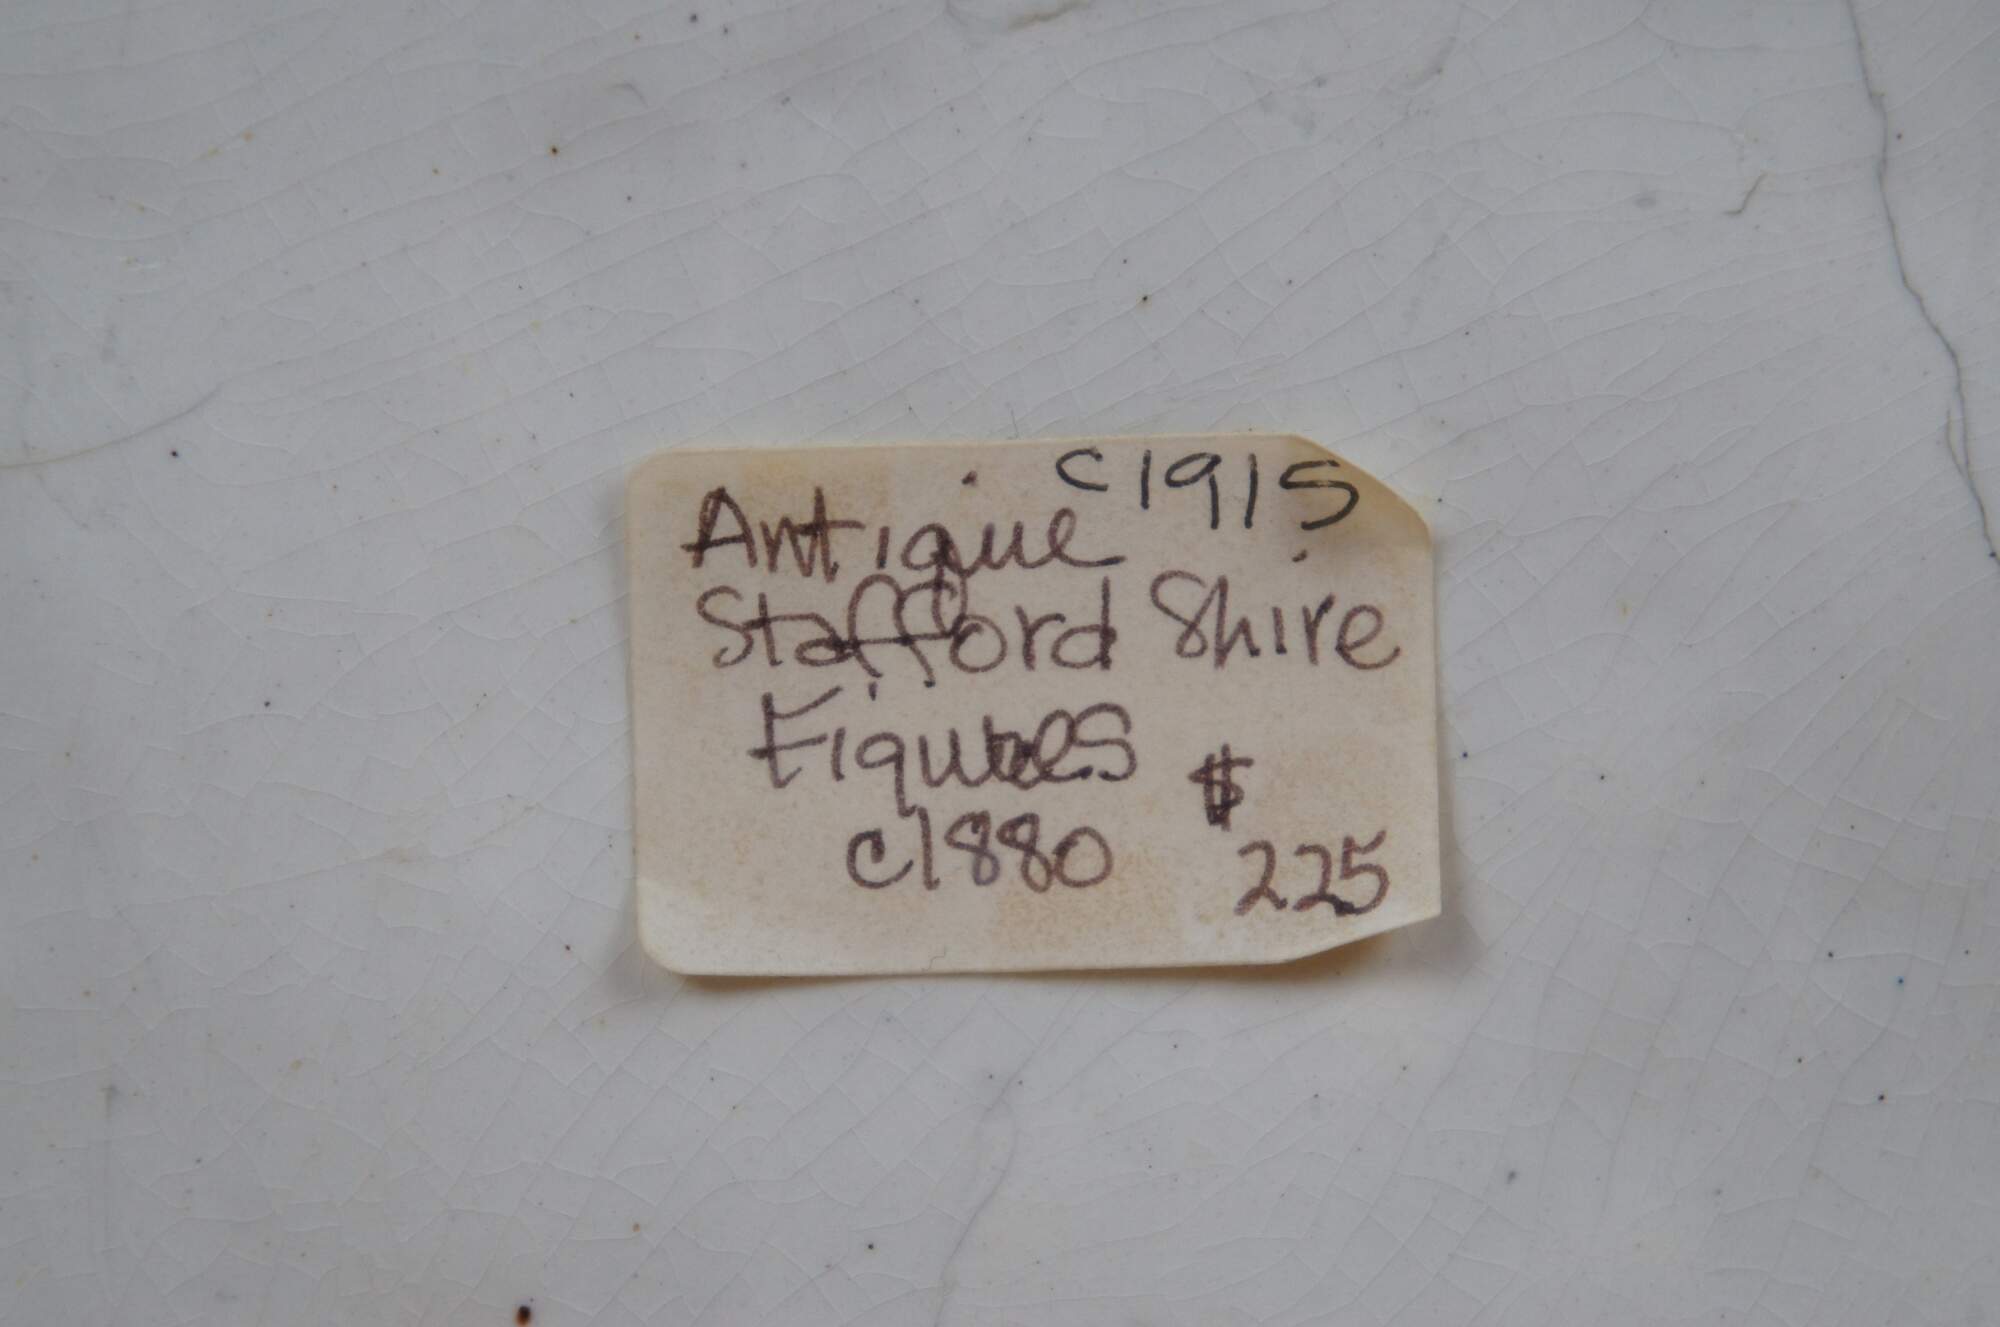 c1915
Antique
Stafford Shire
Figures
c1880
$
225